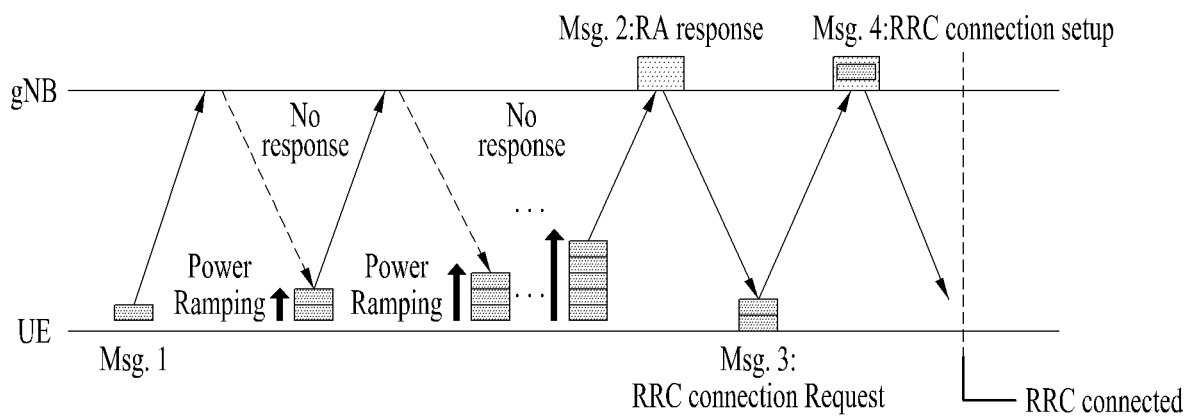 Msg. 2:RA response
Msg. 4:RRC connection setup
gNB
No
response
No
response
...
Power
Ramping
Power
Ramping
...
UE
Msg. 1
Msg. 3:
RRC connection Request
RRC connected